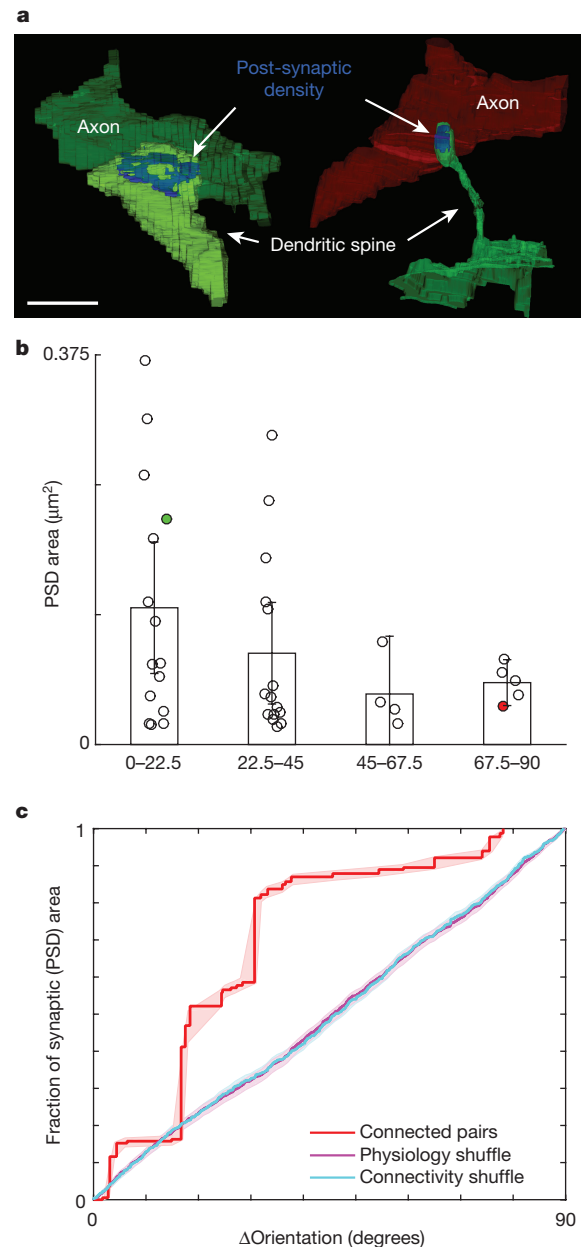 a
Post-synaptic
density
Axon
Axon
Dendritic spine
b
0.375
PSD area (μm²)
0
0–22.5 22.5–45 45–67.5 67.5–90
c
1
Fraction of synaptic (PSD) area
Connected pairs
Physiology shuffle
Connectivity shuffle
0
0 90
ΔOrientation (degrees)